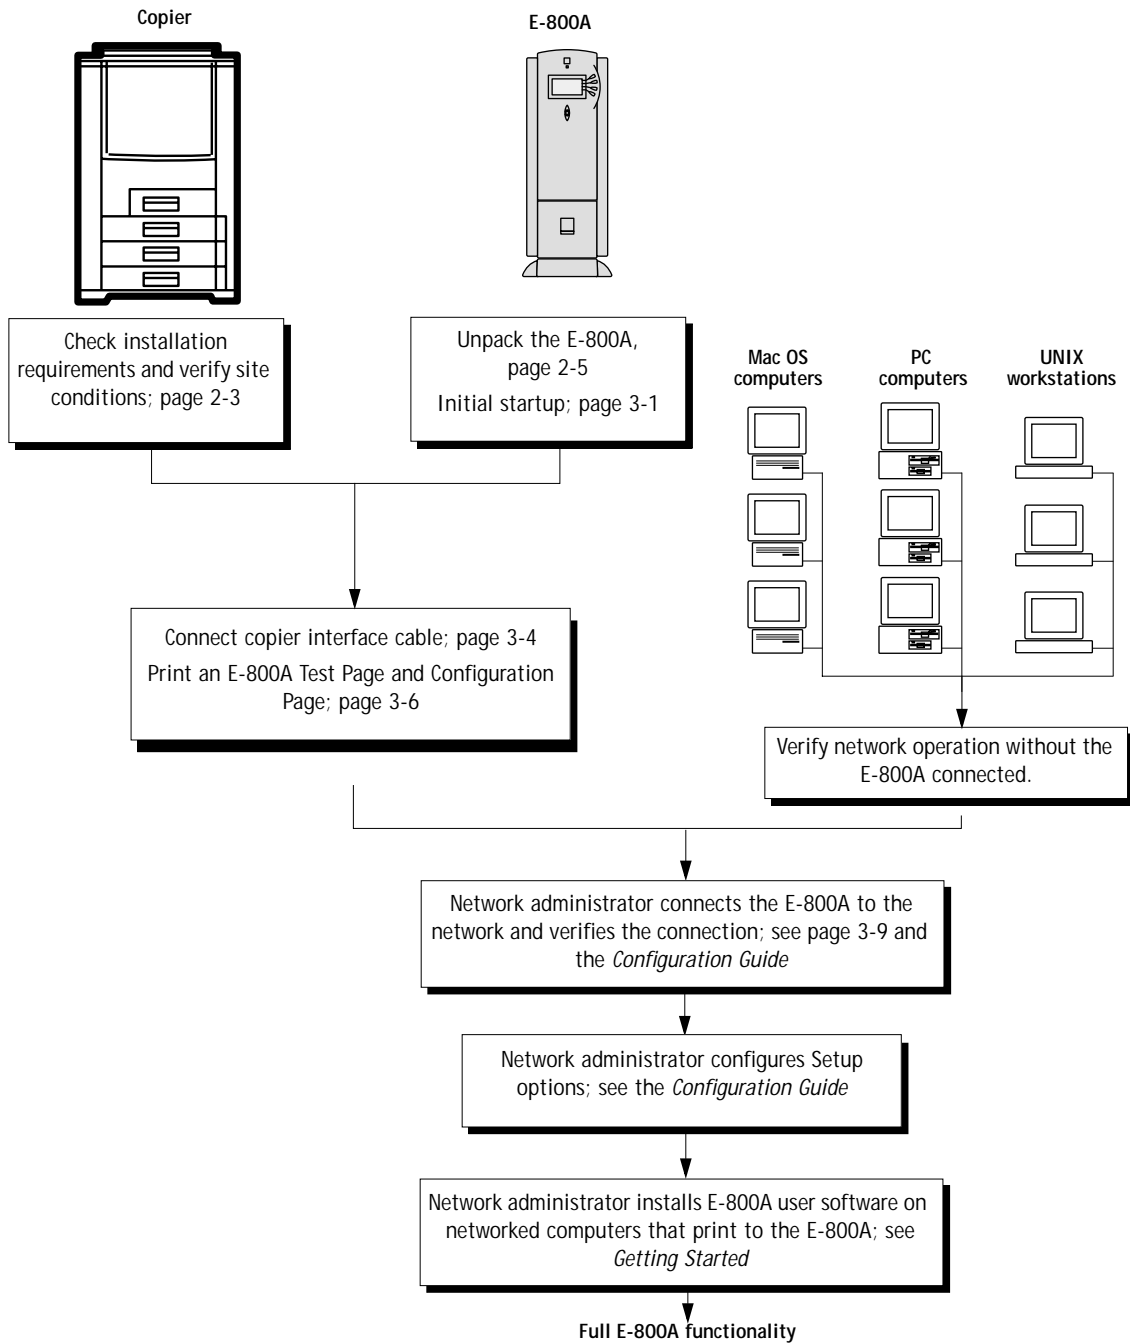 Copier
E-800A
Check installation
requirements and verify site
conditions; page 2-3
Unpack the E-800A,
page 2-5
Initial startup; page 3-1
Mac OS
computers
PC
computers
UNIX
workstations
Connect copier interface cable; page 3-4
Print an E-800A Test Page and Configuration
Page; page 3-6
Verify network operation without the
E-800A connected.
Network administrator connects the E-800A to the
network and verifies the connection; see page 3-9 and
the Configuration Guide
Network administrator configures Setup
options; see the Configuration Guide
Network administrator installs E-800A user software on
networked computers that print to the E-800A; see
Getting Started
Full E-800A functionality